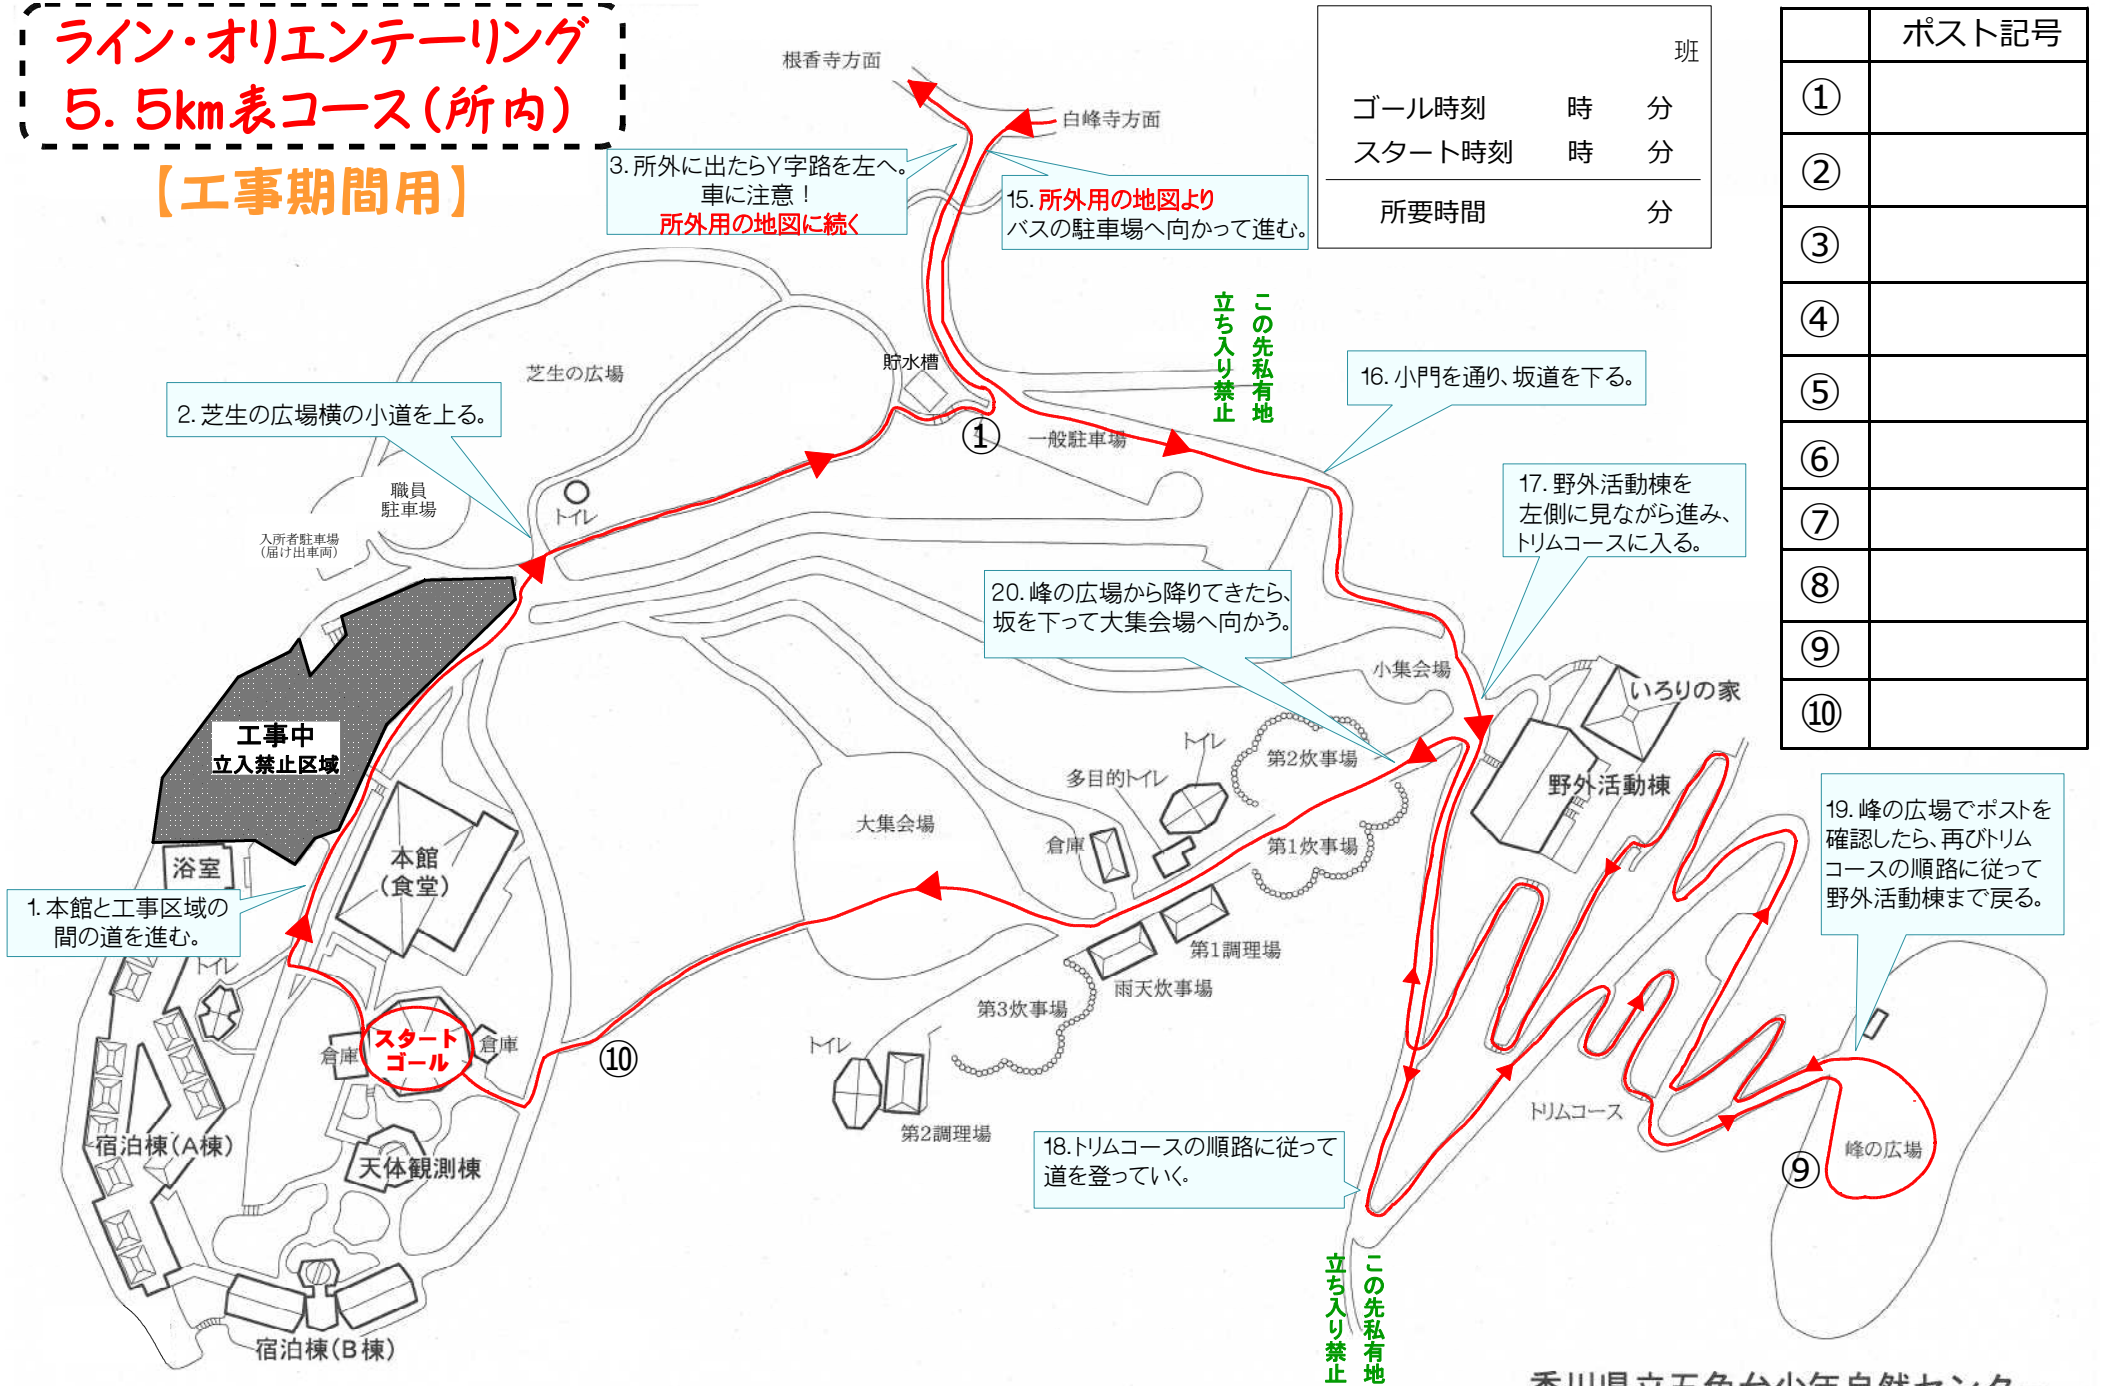 ライン・オリエンテーリング
5.5km表コース(所内)
【工事期間用】
根香寺方面
白峰寺方面
班
ゴール時刻 時 分
スタート時刻 時 分
所要時間 分
ポスト記号
①
②
③
④
⑤
⑥
⑦
⑧
⑨
⑩
3.所外に出たらY字路を左へ。
車に注意！
所外用の地図に続く
15.所外用の地図より
バスの駐車場へ向かって進む。
この先私有地
立ち入り禁止
貯水槽
芝生の広場
2.芝生の広場横の小道を上る。
①
一般駐車場
16.小門を通り、坂道を下る。
職員
駐車場
トイレ
入所者駐車場
(届け出車両)
17.野外活動棟を
左側に見ながら進み、
トリムコースに入る。
20.峰の広場から降りてきたら、
坂を下って大集会場へ向かう。
小集会場
いろりの家
工事中
立入禁止区域
トイレ
第2炊事場
多目的トイレ
野外活動棟
19.峰の広場でポストを
確認したら、再びトリム
コースの順路に従って
野外活動棟まで戻る。
大集会場
倉庫
第1炊事場
浴室
本館
(食堂)
1.本館と工事区域の
間の道を進む。
トイレ
第1調理場
雨天炊事場
第3炊事場
スタート
ゴール
倉庫
倉庫
⑩
トイレ
第2調理場
トリムコース
18.トリムコースの順路に従って
道を登っていく。
⑨
峰の広場
宿泊棟(A棟)
天体観測棟
この先私有地
立ち入り禁止
宿泊棟(B棟)
香川県立五色台少年自然センター